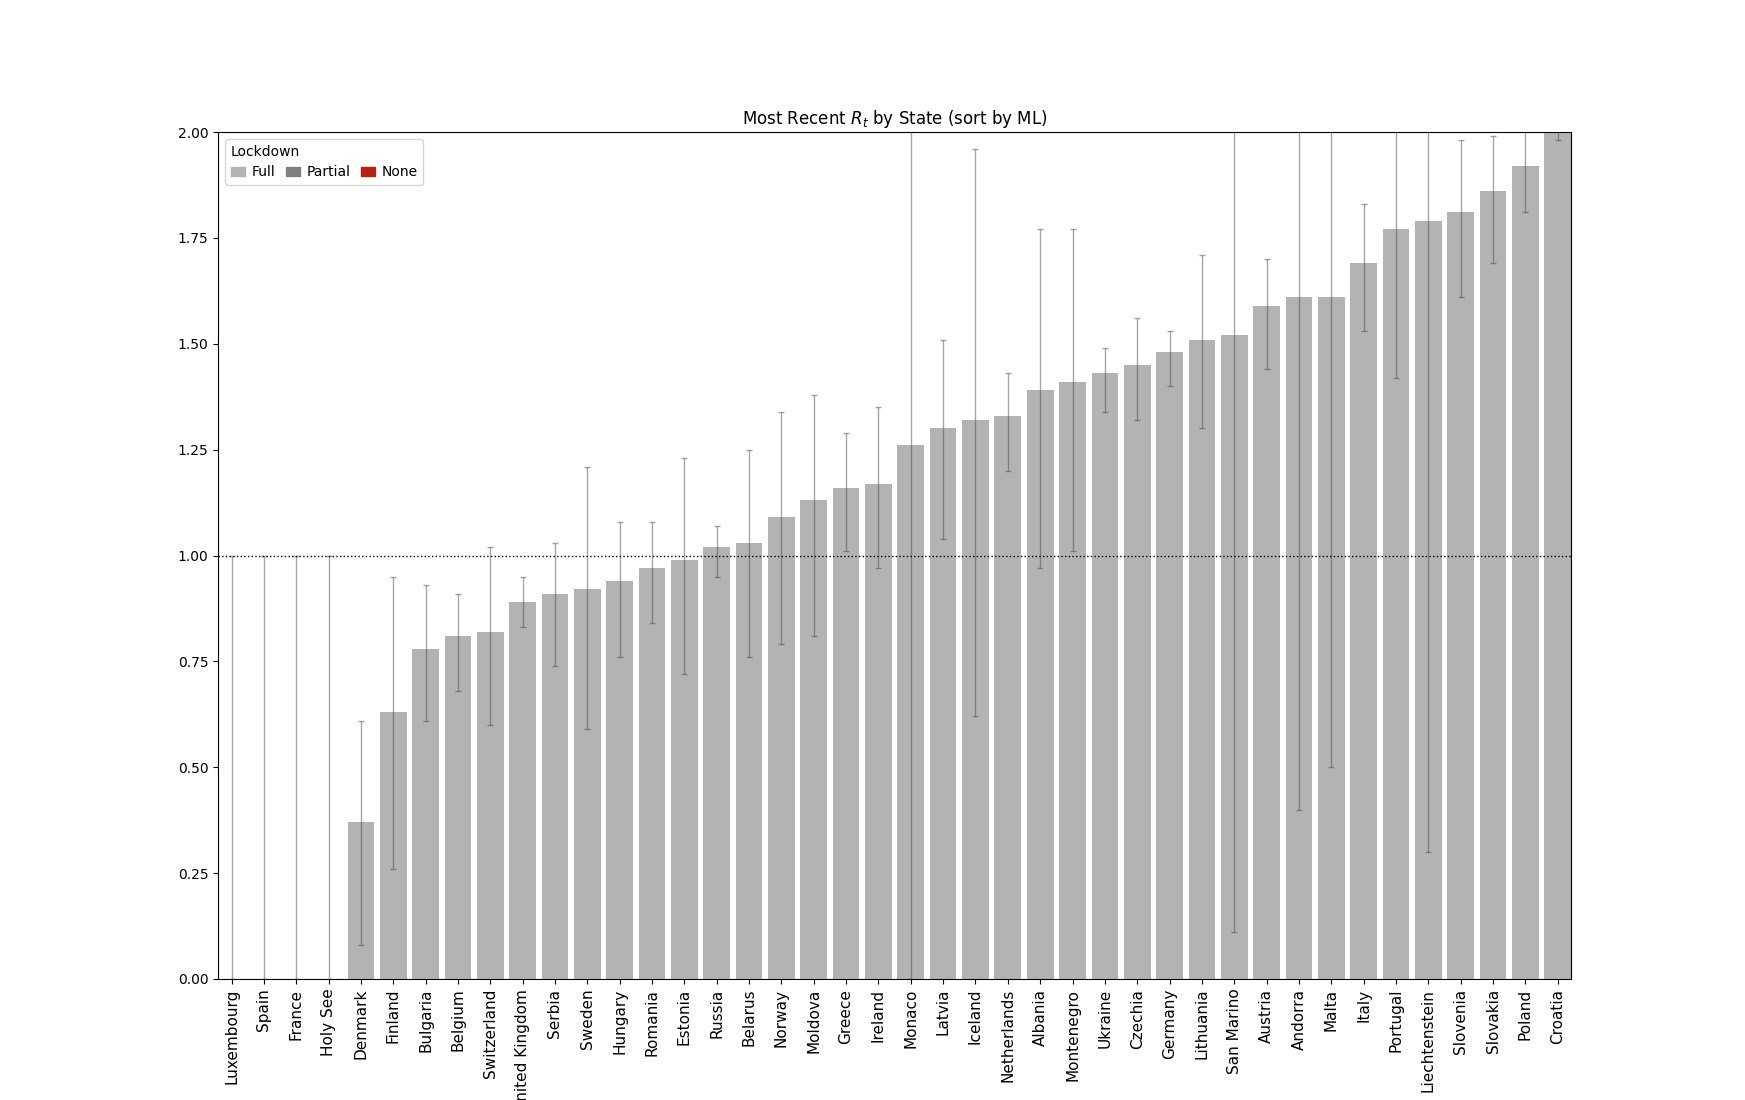 Most Recent Rt by State (sort by ML)
Lockdown
Full Partial None
2.00
1.75
1.50
1.25
1.00
0.75
0.50
0.25
0.00
Luxembourg
Spain
France
Holy See
Denmark
Finland
Bulgaria
Belgium
Switzerland
nited Kingdom
Serbia
Sweden
Hungary
Romania
Estonia
Russia
Belarus
Norway
Moldova
Greece
Ireland
Monaco
Latvia
Iceland
Netherlands
Albania
Montenegro
Ukraine
Czechia
Germany
Lithuania
San Marino
Austria
Andorra
Malta
Italy
Portugal
Liechtenstein
Slovenia
Slovakia
Poland
Croatia